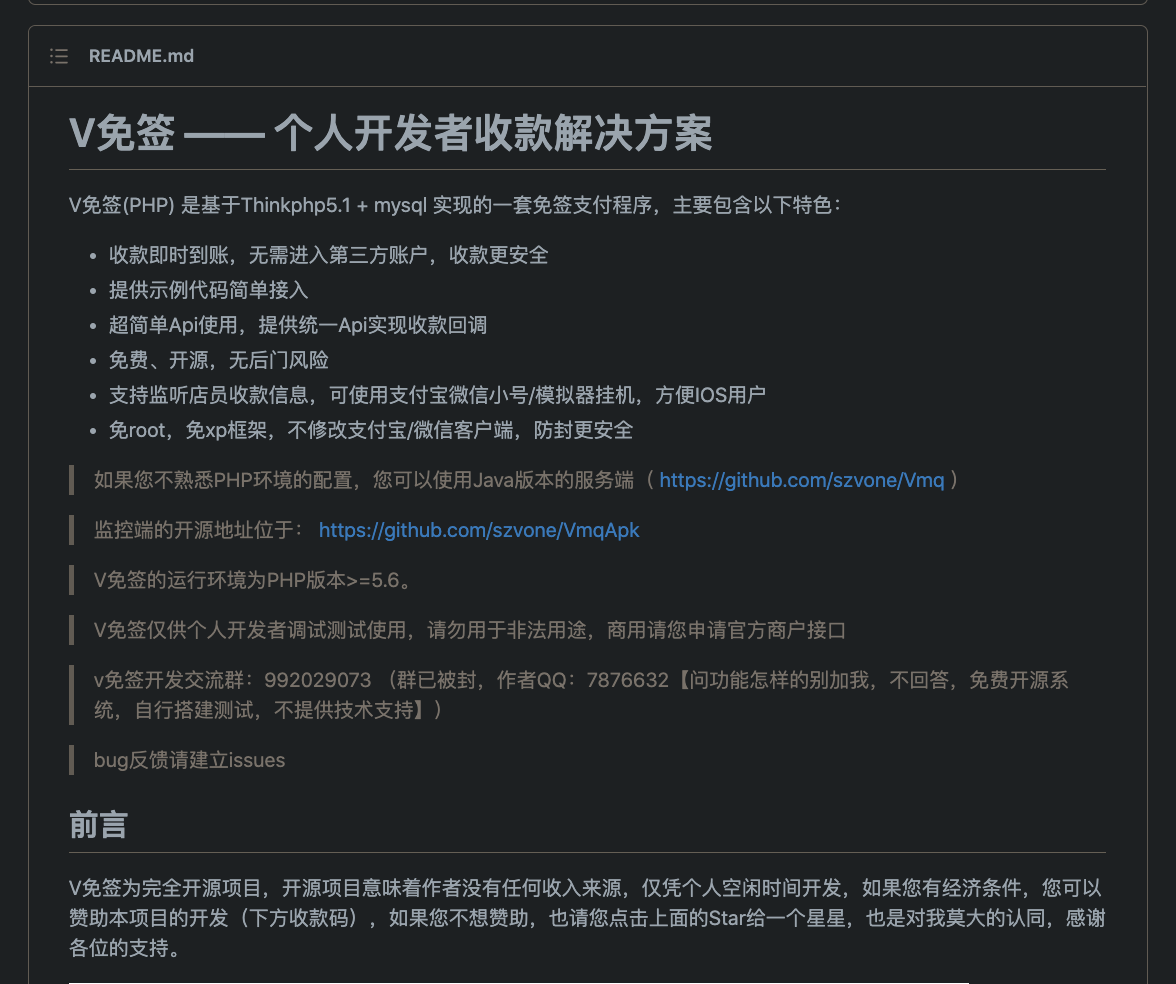 README.md
V免签 —— 个人开发者收款解决方案
V免签(PHP) 是基于Thinkphp5.1 + mysql 实现的一套免签支付程序，主要包含以下特色：
• 收款即时到账，无需进入第三方账户，收款更安全
• 提供示例代码简单接入
• 超简单Api使用，提供统一Api实现收款回调
• 免费、开源，无后门风险
• 支持监听店员收款信息，可使用支付宝微信小号/模拟器挂机，方便IOS用户
• 免root，免xp框架，不修改支付宝/微信客户端，防封更安全
如果您不熟悉PHP环境的配置，您可以使用Java版本的服务端（ https://github.com/szvone/Vmq ）
监控端的开源地址位于： https://github.com/szvone/VmqApk
V免签的运行环境为PHP版本>=5.6。
V免签仅供个人开发者调试测试使用，请勿用于非法用途，商用请您申请官方商户接口
v免签开发交流群：992029073 （群已被封，作者QQ：7876632【问功能怎样的别加我，不回答，免费开源系
统，自行搭建测试，不提供技术支持】）
bug反馈请建立issues
前言
V免签为完全开源项目，开源项目意味着作者没有任何收入来源，仅凭个人空闲时间开发，如果您有经济条件，您可以
赞助本项目的开发（下方收款码），如果您不想赞助，也请您点击上面的Star给一个星星，也是对我莫大的认同，感谢
各位的支持。